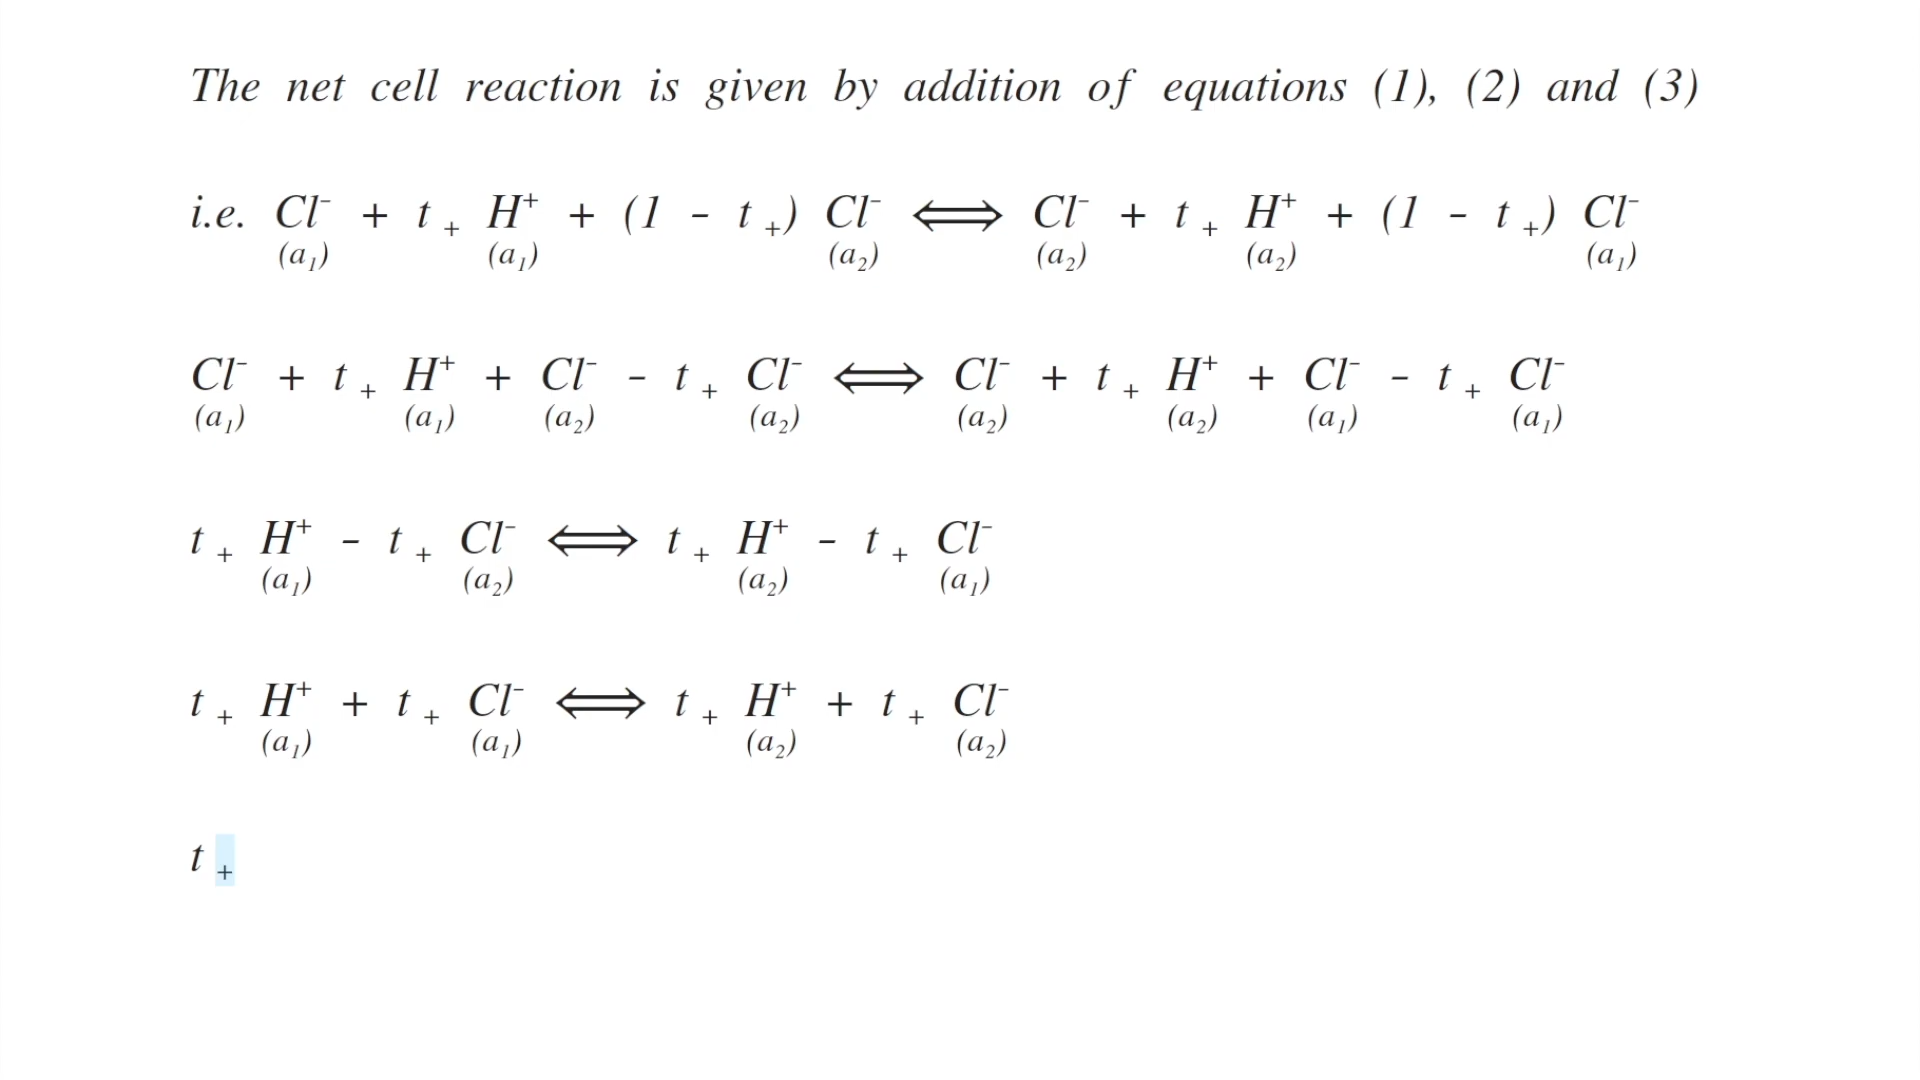 The net cell reaction is given by addition of equations (1), (2) and (3)
i.e. Cl⁻ + t₊ H⁺ + (1 - t₊) Cl⁻ ⟺ Cl⁻ + t₊ H⁺ + (1 - t₊) Cl⁻
(a₁) (a₁) (a₂) (a₂) (a₂) (a₁)
Cl⁻ + t₊ H⁺ + Cl⁻ - t₊ Cl⁻ ⟺ Cl⁻ + t₊ H⁺ + Cl⁻ - t₊ Cl⁻
(a₁) (a₁) (a₂) (a₂) (a₂) (a₂) (a₁) (a₁)
t₊ H⁺ - t₊ Cl⁻ ⟺ t₊ H⁺ - t₊ Cl⁻
(a₁) (a₂) (a₂) (a₁)
t₊ H⁺ + t₊ Cl⁻ ⟺ t₊ H⁺ + t₊ Cl⁻
(a₁) (a₁) (a₂) (a₂)
t₊